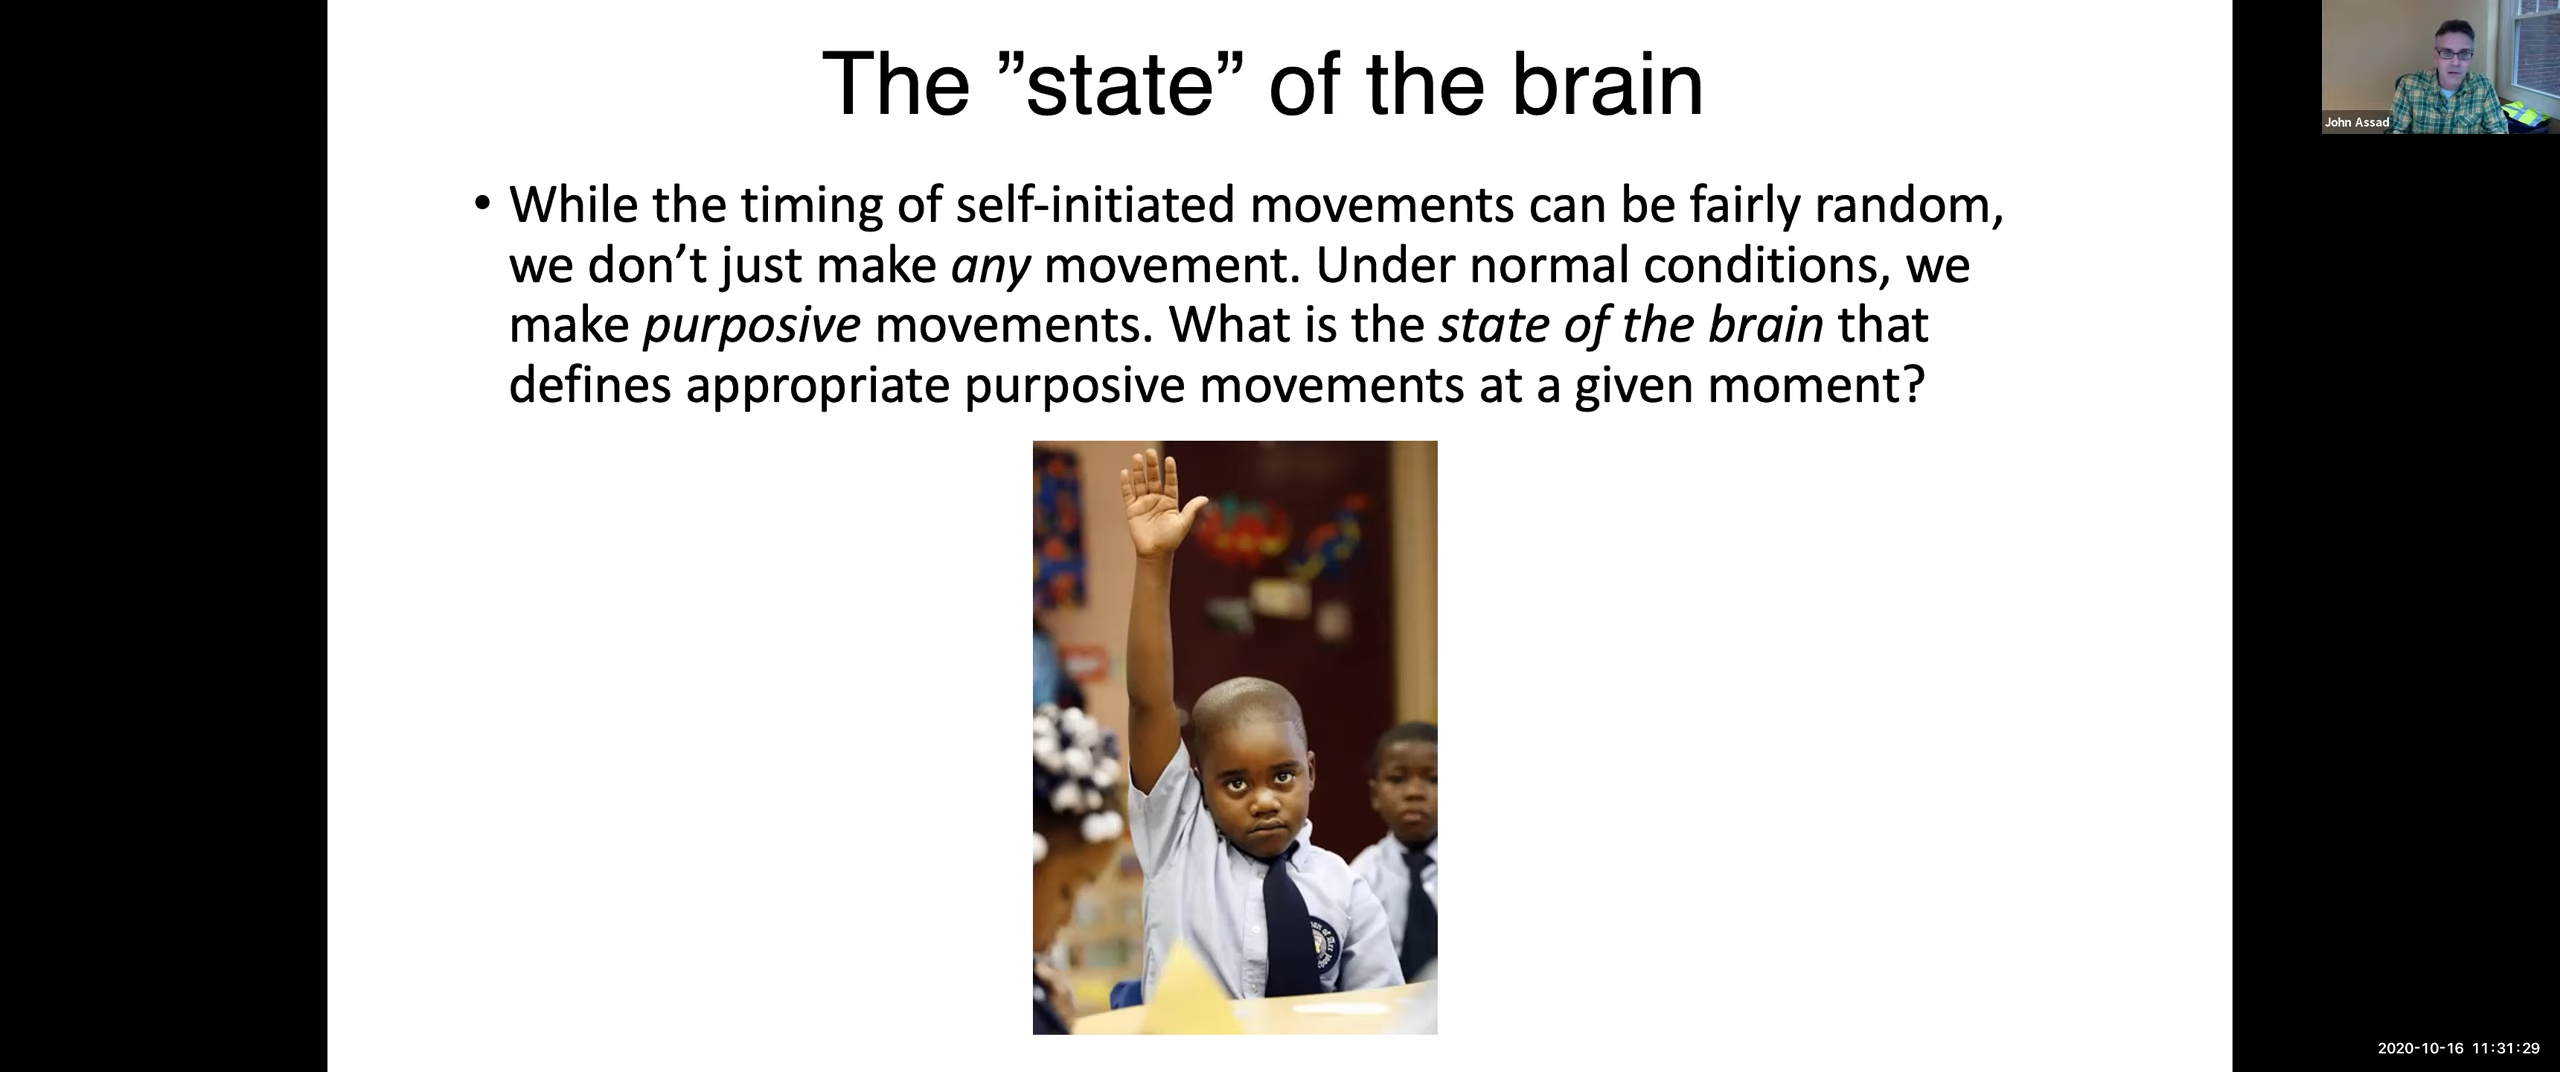 The ”state” of the brain
John Assad
• While the timing of self-initiated movements can be fairly random,
we don’t just make any movement. Under normal conditions, we
make purposive movements. What is the state of the brain that
defines appropriate purposive movements at a given moment?
2020-10-16 11:31:29